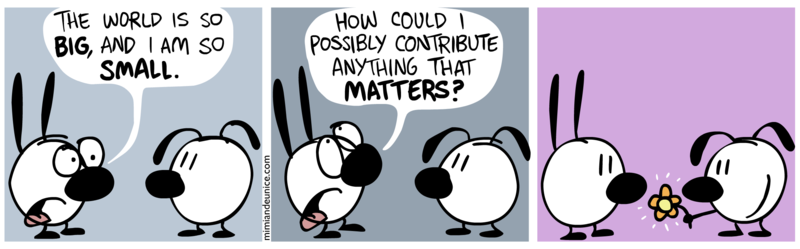 THE WORLD IS SO
BIG, AND I AM SO
SMALL.
HOW COULD I
POSSIBLY CONTRIBUTE
ANYTHING THAT
MATTERS?
mimiandeunice.com